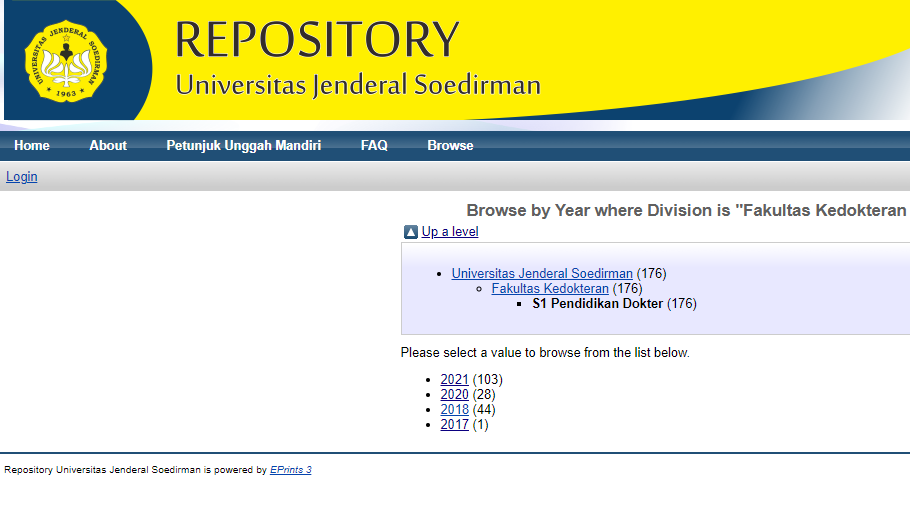 UNIVERSITAS JENDERAL SOEDIRMAN
1963
REPOSITORY
Universitas Jenderal Soedirman
Home About Petunjuk Unggah Mandiri FAQ Browse
Login
Browse by Year where Division is "Fakultas Kedokteran
Up a level
Universitas Jenderal Soedirman (176)
Fakultas Kedokteran (176)
S1 Pendidikan Dokter (176)
Please select a value to browse from the list below.
2021 (103)
2020 (28)
2018 (44)
2017 (1)
Repository Universitas Jenderal Soedirman is powered by EPrints 3